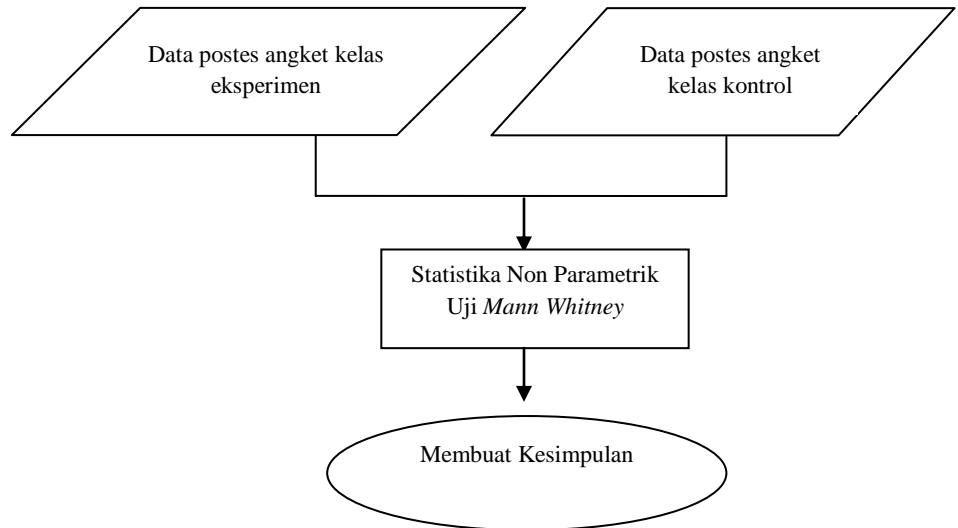 Data postes angket kelas
eksperimen
Data postes angket
kelas kontrol
Statistika Non Parametrik
Uji Mann Whitney
Membuat Kesimpulan